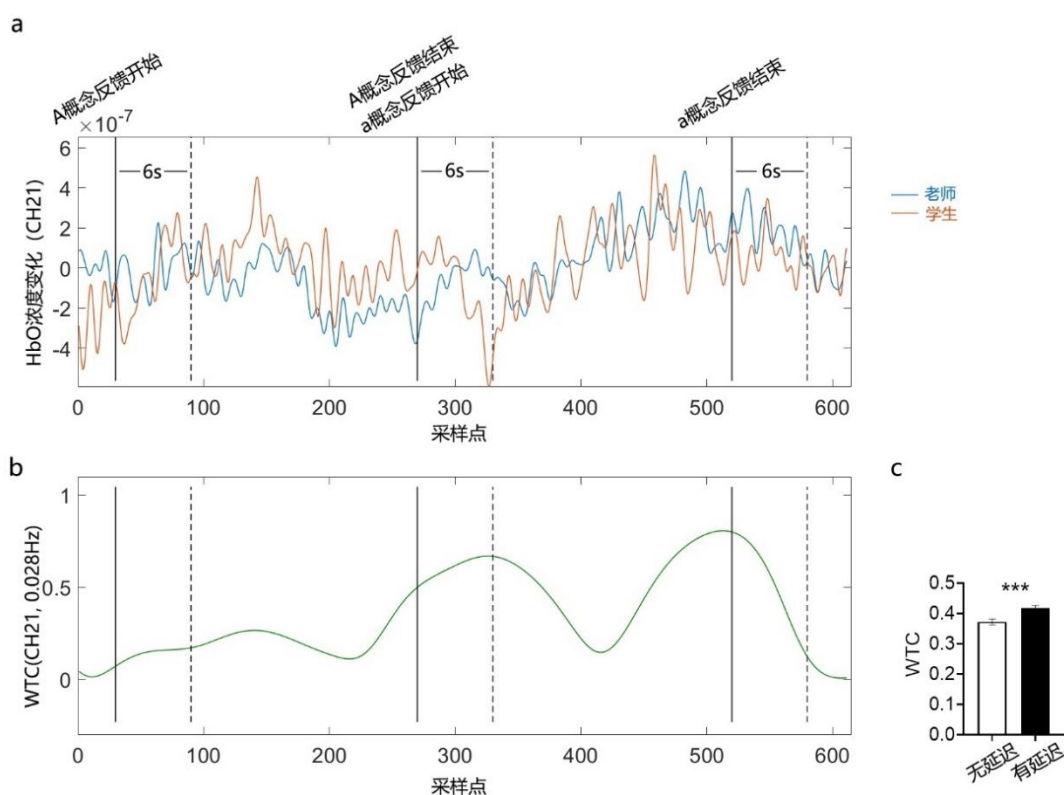 a
A概念反馈开始
A概念反馈结束
a概念反馈开始
a概念反馈结束
×10⁻⁷
6
4
2
0
-2
-4
HbO浓度变化（CH21）
6s
6s
6s
老师
学生
0 100 200 300 400 500 600
采样点
b
1
0.5
0
WTC(CH21, 0.028Hz)
0 100 200 300 400 500 600
采样点
c
0.5
0.4
0.3
0.2
0.1
0.0
WTC
***
无延迟
有延迟